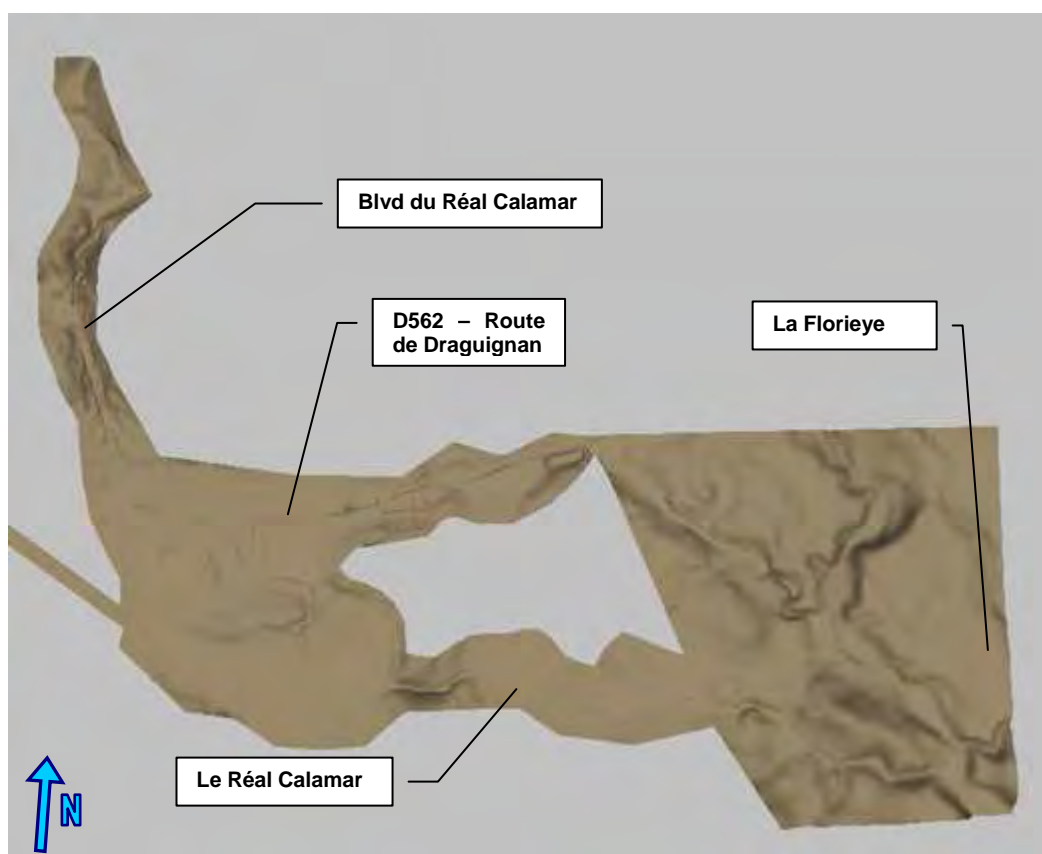 Blvd du Réal Calamar
D562 – Route
de Draguignan
La Florieye
Le Réal Calamar
N